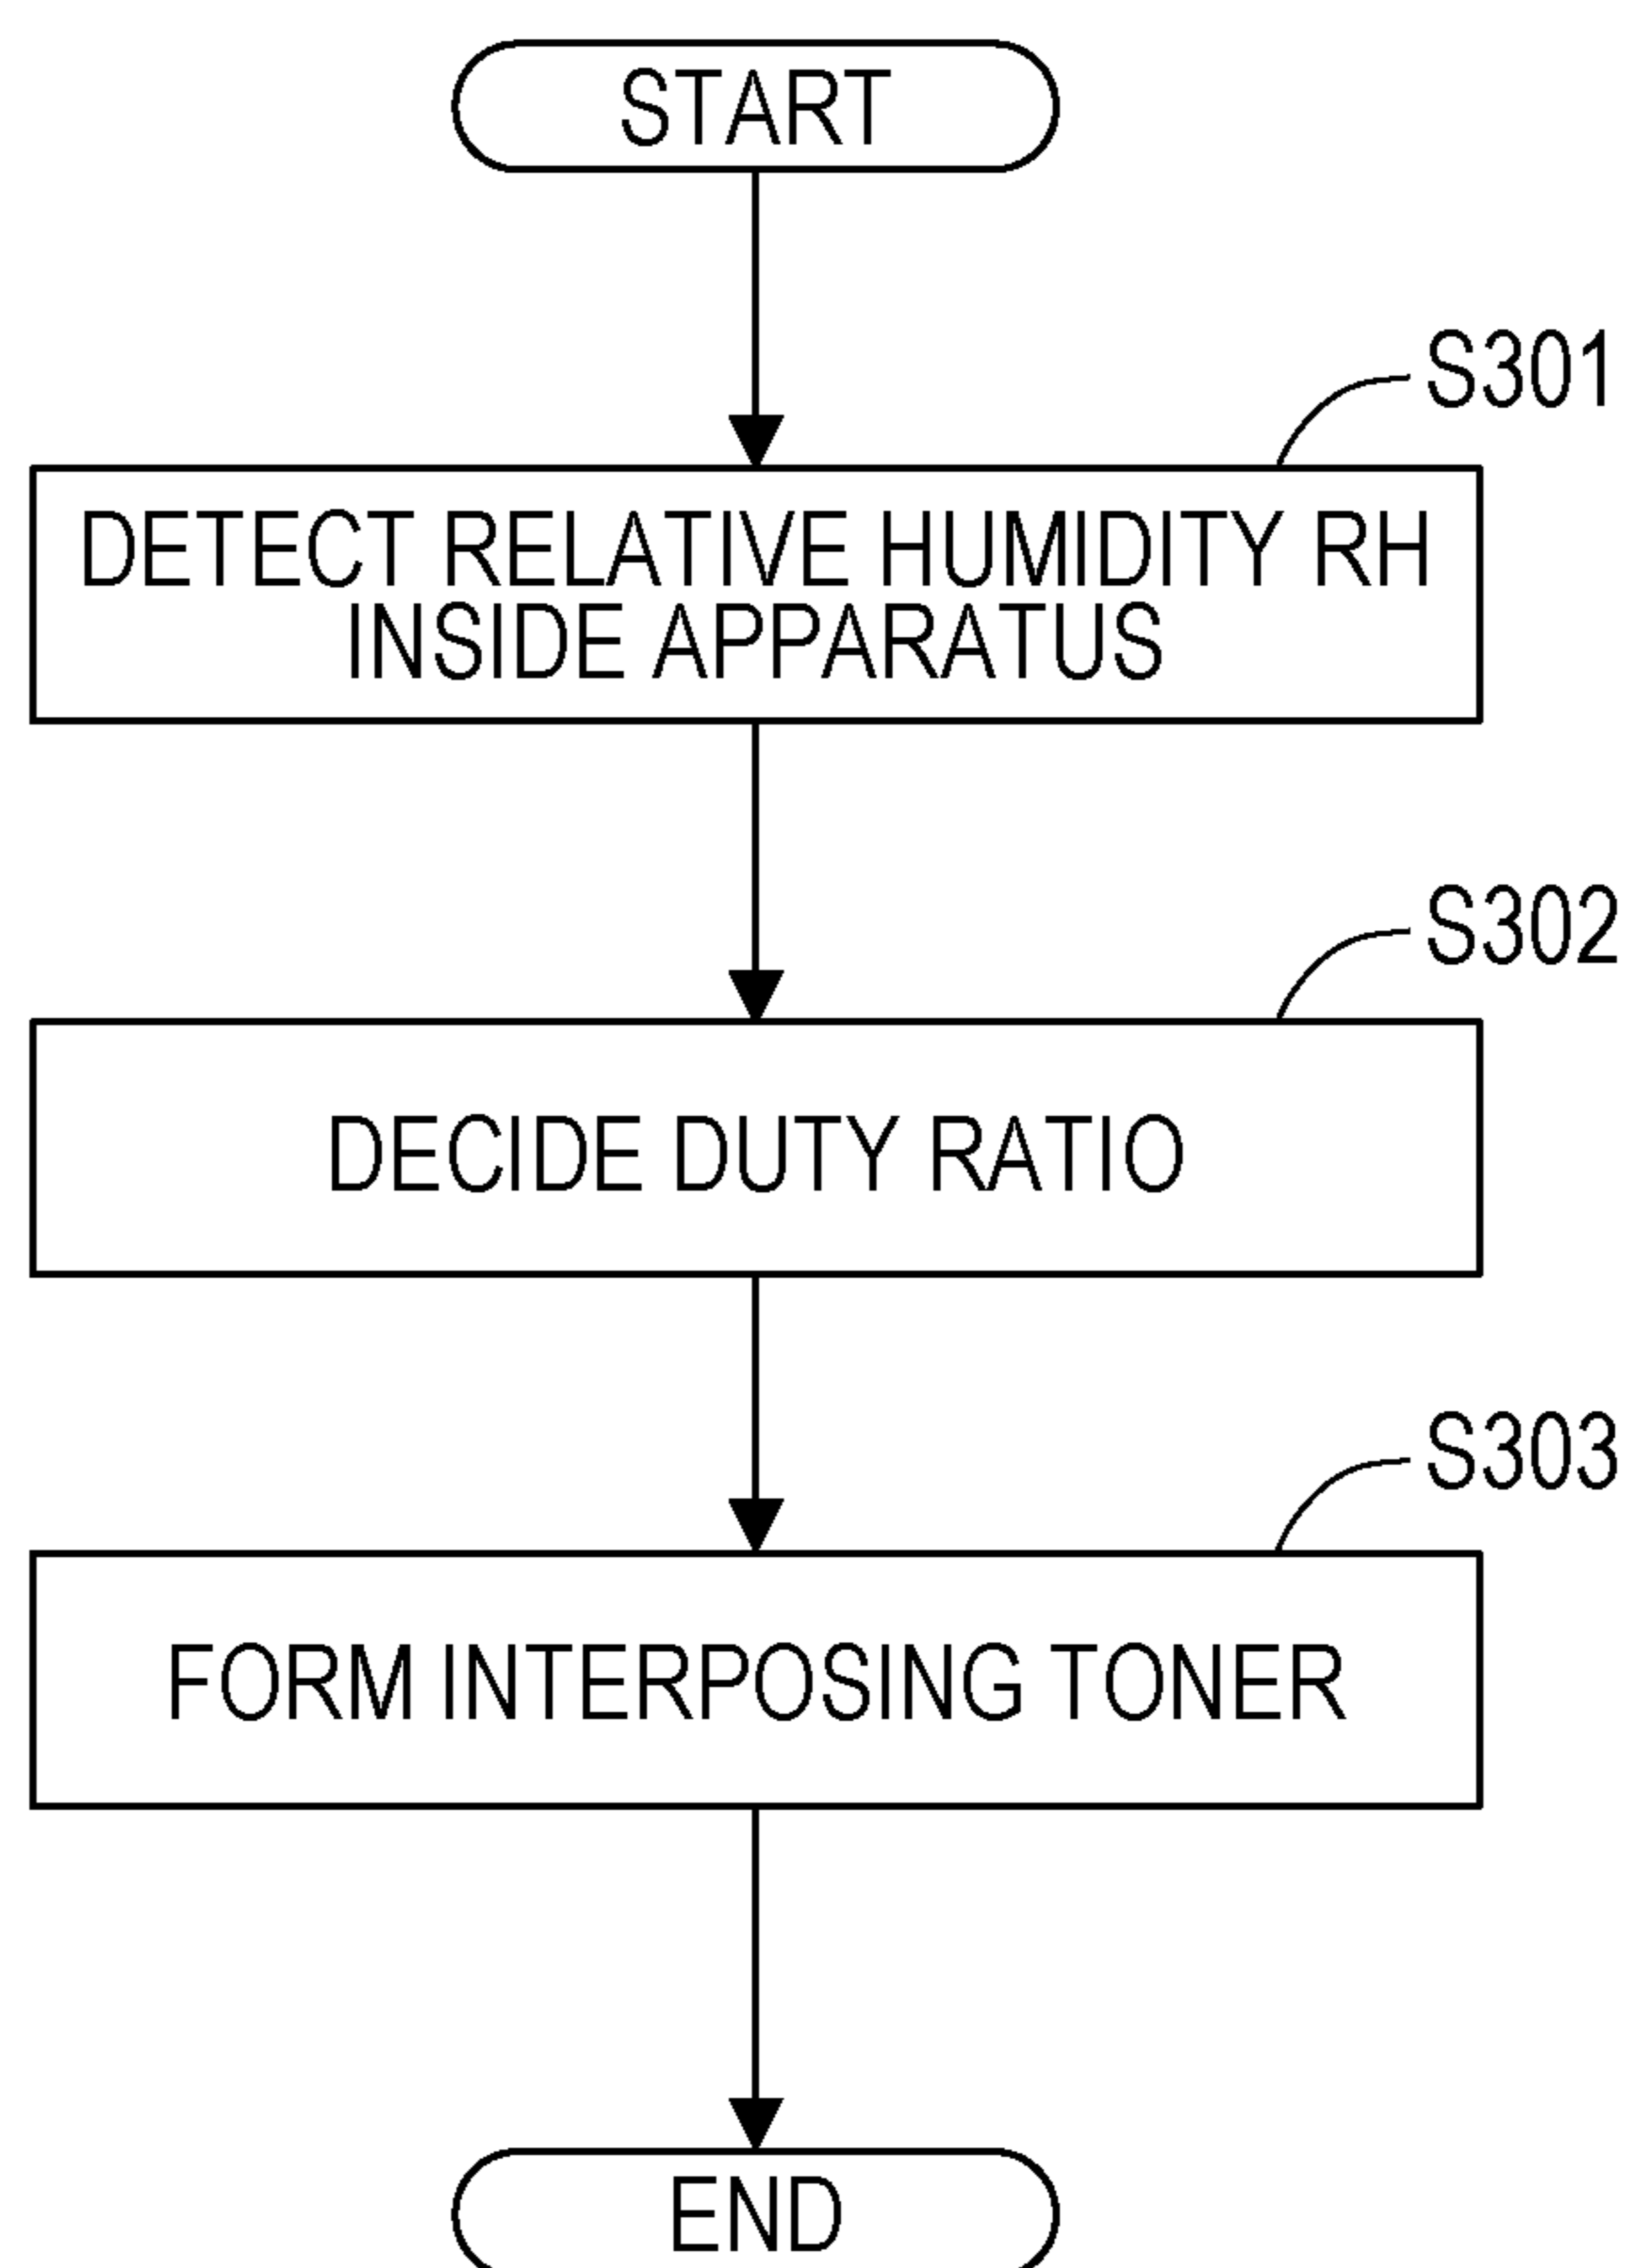 START
S301
DETECT RELATIVE HUMIDITY RH
INSIDE APPARATUS
S302
DECIDE DUTY RATIO
S303
FORM INTERPOSING TONER
END